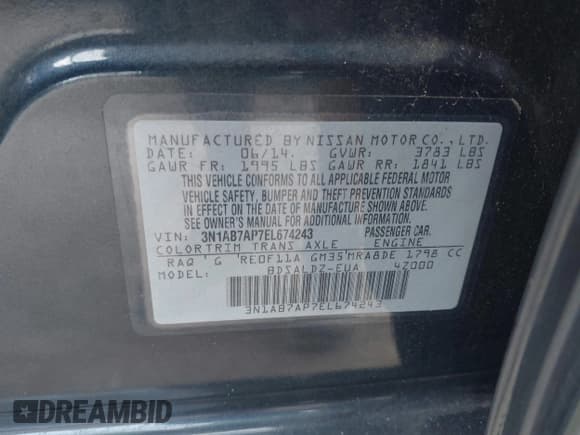 MANUFACTURED BY NISSAN MOTOR CO., LTD.
DATE: 06/14. GVWR: 3783 LBS
GAWR FR: 1995 LBS GAWR RR: 1841 LBS
THIS VEHICLE CONFORMS TO ALL APPLICABLE FEDERAL MOTOR
VEHICLE SAFETY, BUMPER AND THEFT PREVENTION STANDARDS
IN EFFECT ON THE DATE OF MANUFACTURE SHOWN ABOVE.
SEE OWNER'S MANUAL FOR ADDITIONAL INFORMATION.
VIN: 3N1AB7AP7EL674243 PASSENGER CAR.
COLOR TRIM TRANS AXLE ENGINE
RAQ 'G 'RE0F11A GM35'MRA8DE 1798 CC
MODEL: BDSALDZ-EUA 4Z000
3N1AB7AP7EL674243
DREAMBID